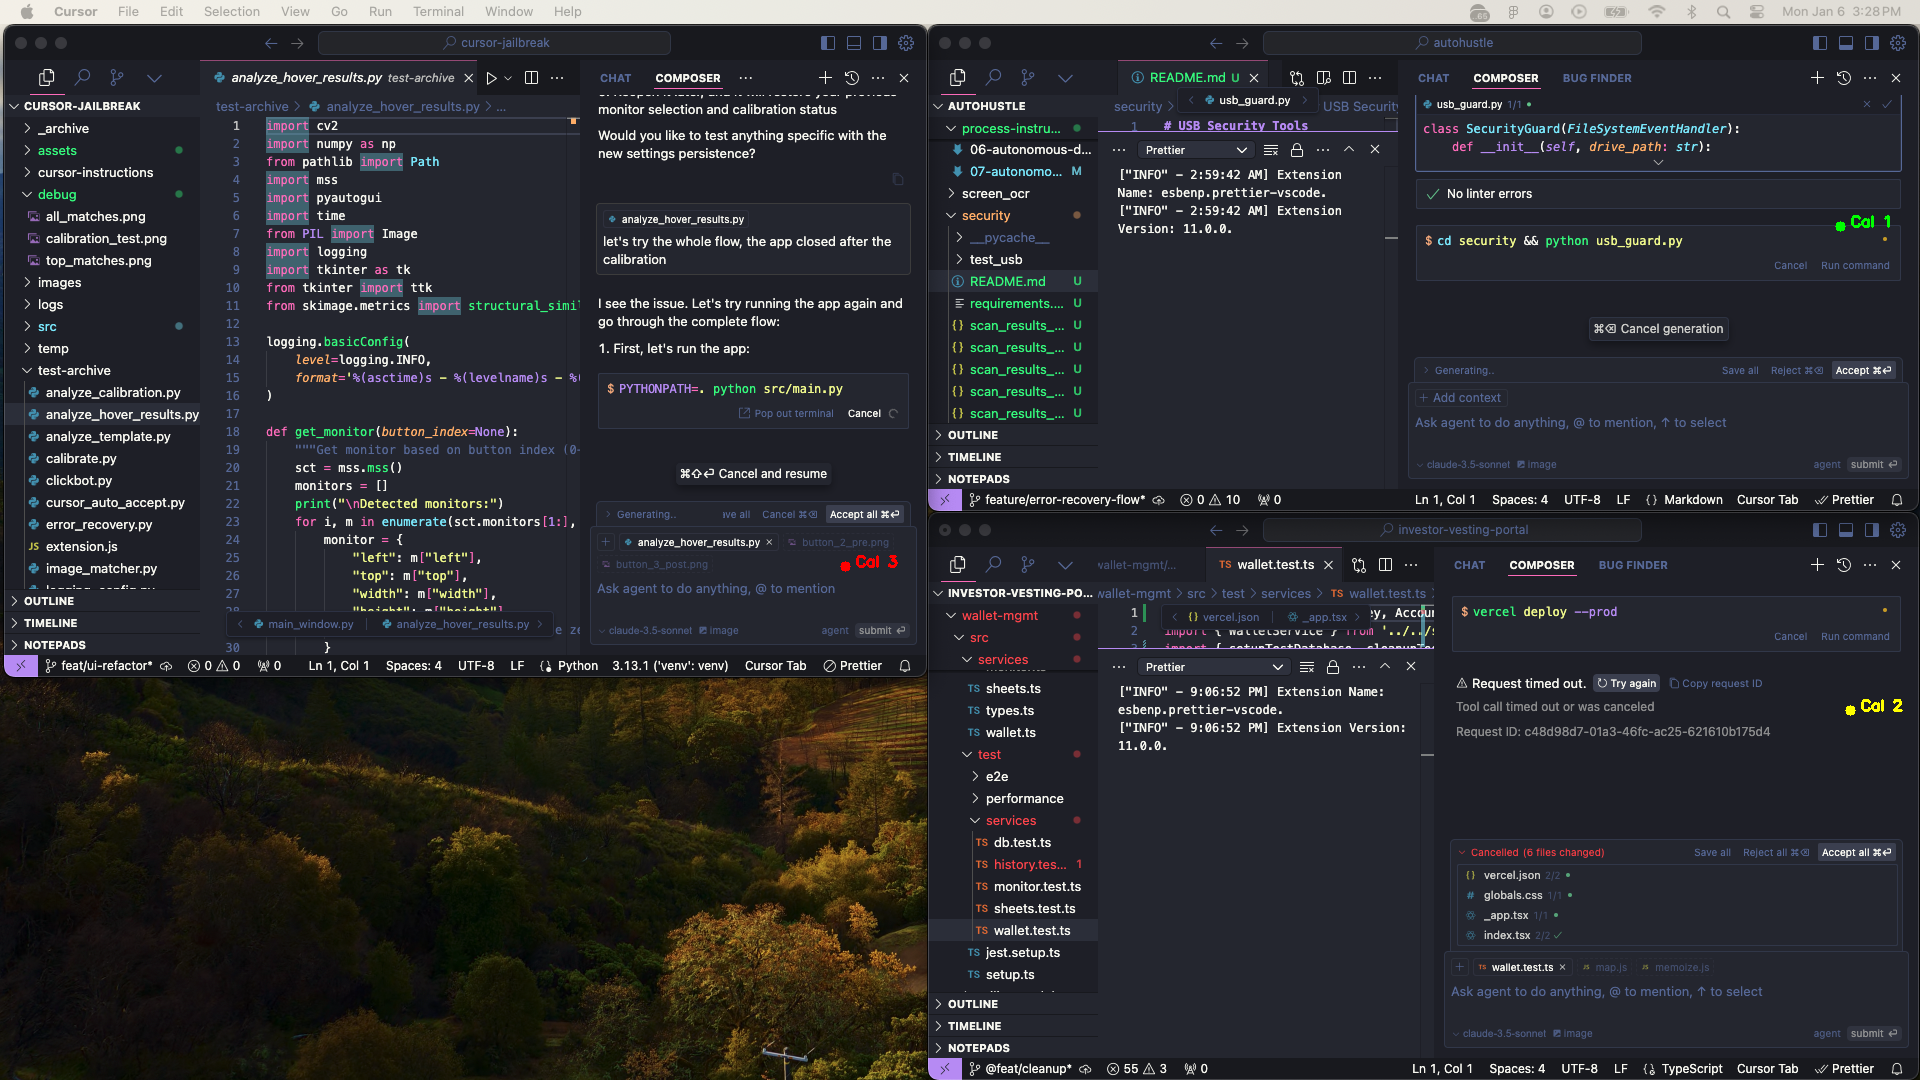 Cursor File Edit Selection View Go Run Terminal Window Help
Mon Jan 6 3:28 PM
cursor-jailbreak
analyze_hover_results.py test-archive
CHAT COMPOSER
CURSOR-JAILBREAK
_archive
assets
cursor-instructions
debug
all_matches.png
calibration_test.png
top_matches.png
images
logs
src
temp
test-archive
analyze_calibration.py
analyze_hover_results.py
analyze_template.py
calibrate.py
clickbot.py
cursor_auto_accept.py
error_recovery.py
JS extension.js
image_matcher.py
OUTLINE
TIMELINE
NOTEPADS
test-archive > analyze_hover_results.py > ...
1 import cv2
2 import numpy as np
3 from pathlib import Path
4 import mss
5 import pyautogui
6 import time
7 from PIL import Image
8 import logging
9 import tkinter as tk
10 from tkinter import ttk
11 from skimage.metrics import structural_simil
12
13 logging.basicConfig(
14 level=logging.INFO,
15 format='%(asctime)s - %(levelname)s - %(
16 )
17
18 def get_monitor(button_index=None):
19 """Get monitor based on button index (0-
20 sct = mss.mss()
21 monitors = []
22 print("\nDetected monitors:")
23 for i, m in enumerate(sct.monitors[1:],
24 monitor = {
25 "left": m["left"],
26 "top": m["top"],
27 "width": m["width"],
28 "height": m["height"]
main_window.py analyze_hover_results.py
30 }
monitor selection and calibration status
Would you like to test anything specific with the
new settings persistence?
analyze_hover_results.py
let's try the whole flow, the app closed after the
calibration
I see the issue. Let's try running the app again and
go through the complete flow:
1. First, let's run the app:
$ PYTHONPATH=. python src/main.py
Pop out terminal Cancel
⌘⇧⏎ Cancel and resume
Generating.. ve all Cancel ⌘⌫ Accept all ⌘⏎
analyze_hover_results.py button_2_pre.png
button_3_post.png
Cal 3
Ask agent to do anything, @ to mention
claude-3.5-sonnet image agent submit ⏎
feat/ui-refactor* 0 0 0 Ln 1, Col 1 Spaces: 4 UTF-8 LF Python 3.13.1 ('venv': venv) Cursor Tab Prettier
autohustle
README.md U
CHAT COMPOSER BUG FINDER
AUTOHUSTLE
process-instru...
06-autonomous-d...
07-autonomo... M
screen_ocr
security
__pycache__
test_usb
README.md U
requirements.... U
scan_results_... U
scan_results_... U
scan_results_... U
scan_results_... U
scan_results_... U
OUTLINE
TIMELINE
NOTEPADS
security > usb_guard.py USB Security
1 # USB Security Tools
Prettier
["INFO" - 2:59:42 AM] Extension
Name: esbenp.prettier-vscode.
["INFO" - 2:59:42 AM] Extension
Version: 11.0.0.
usb_guard.py 1/1
class SecurityGuard(FileSystemEventHandler):
def __init__(self, drive_path: str):
No linter errors
Cal 1
$ cd security && python usb_guard.py
Cancel Run command
⌘⌫ Cancel generation
Generating.. Save all Reject ⌘⌫ Accept ⌘⏎
+ Add context
Ask agent to do anything, @ to mention, ↑ to select
claude-3.5-sonnet image agent submit ⏎
feature/error-recovery-flow* 0 10 0 Ln 1, Col 1 Spaces: 4 UTF-8 LF {} Markdown Cursor Tab Prettier
investor-vesting-portal
wallet-mgmt/... TS wallet.test.ts
CHAT COMPOSER BUG FINDER
INVESTOR-VESTING-PO...
wallet-mgmt
src
services
TS sheets.ts
TS types.ts
TS wallet.ts
test
e2e
performance
services
TS db.test.ts
TS history.tes... 1
TS monitor.test.ts
TS sheets.test.ts
TS wallet.test.ts
TS jest.setup.ts
TS setup.ts
OUTLINE
TIMELINE
NOTEPADS
wallet-mgmt > src > test > services > TS wallet.test.ts
1 {} vercel.json _app.tsx y, Accoun
2 import { WalletService } from '../../s
Prettier
["INFO" - 9:06:52 PM] Extension Name:
esbenp.prettier-vscode.
["INFO" - 9:06:52 PM] Extension Version:
11.0.0.
$ vercel deploy --prod
Cancel Run command
Request timed out. Try again Copy request ID
Cal 2
Tool call timed out or was canceled
Request ID: c48d98d7-01a3-46fc-ac25-621610b175d4
Cancelled (6 files changed) Save all Reject all ⌘⌫ Accept all ⌘⏎
{} vercel.json 2/2
# globals.css 1/1
_app.tsx 1/1
index.tsx 2/2
+ TS wallet.test.ts JS map.js JS memoize.js
Ask agent to do anything, @ to mention, ↑ to select
claude-3.5-sonnet image agent submit ⏎
@feat/cleanup* 55 3 0 Ln 1, Col 1 Spaces: 4 UTF-8 LF TypeScript Cursor Tab Prettier